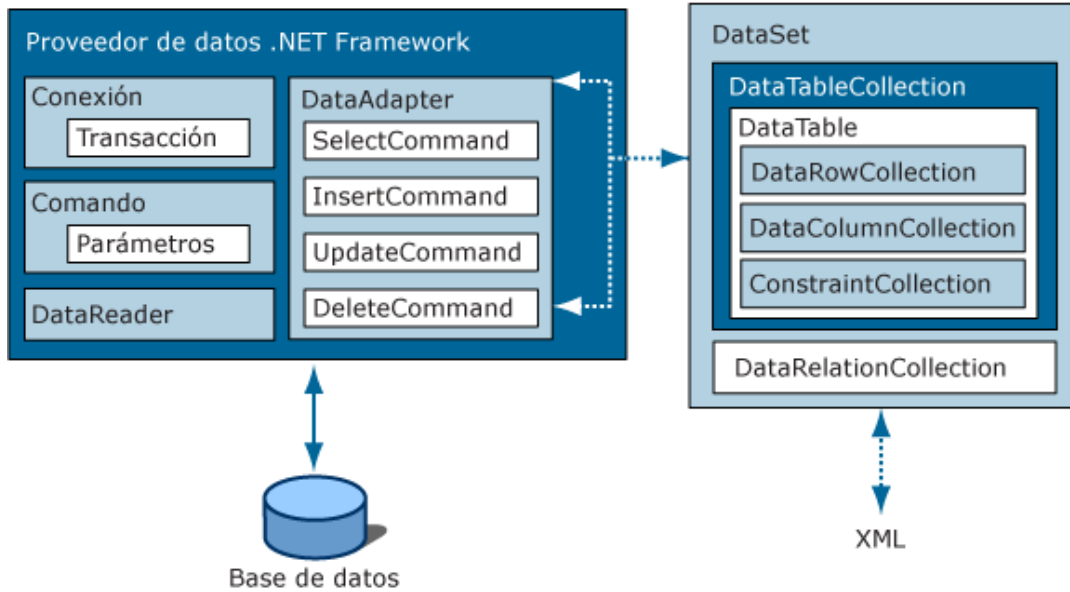 Proveedor de datos .NET Framework
Conexión
Transacción
Comando
Parámetros
DataReader
DataAdapter
SelectCommand
InsertCommand
UpdateCommand
DeleteCommand
Base de datos
DataSet
DataTableCollection
DataTable
DataRowCollection
DataColumnCollection
ConstraintCollection
DataRelationCollection
XML